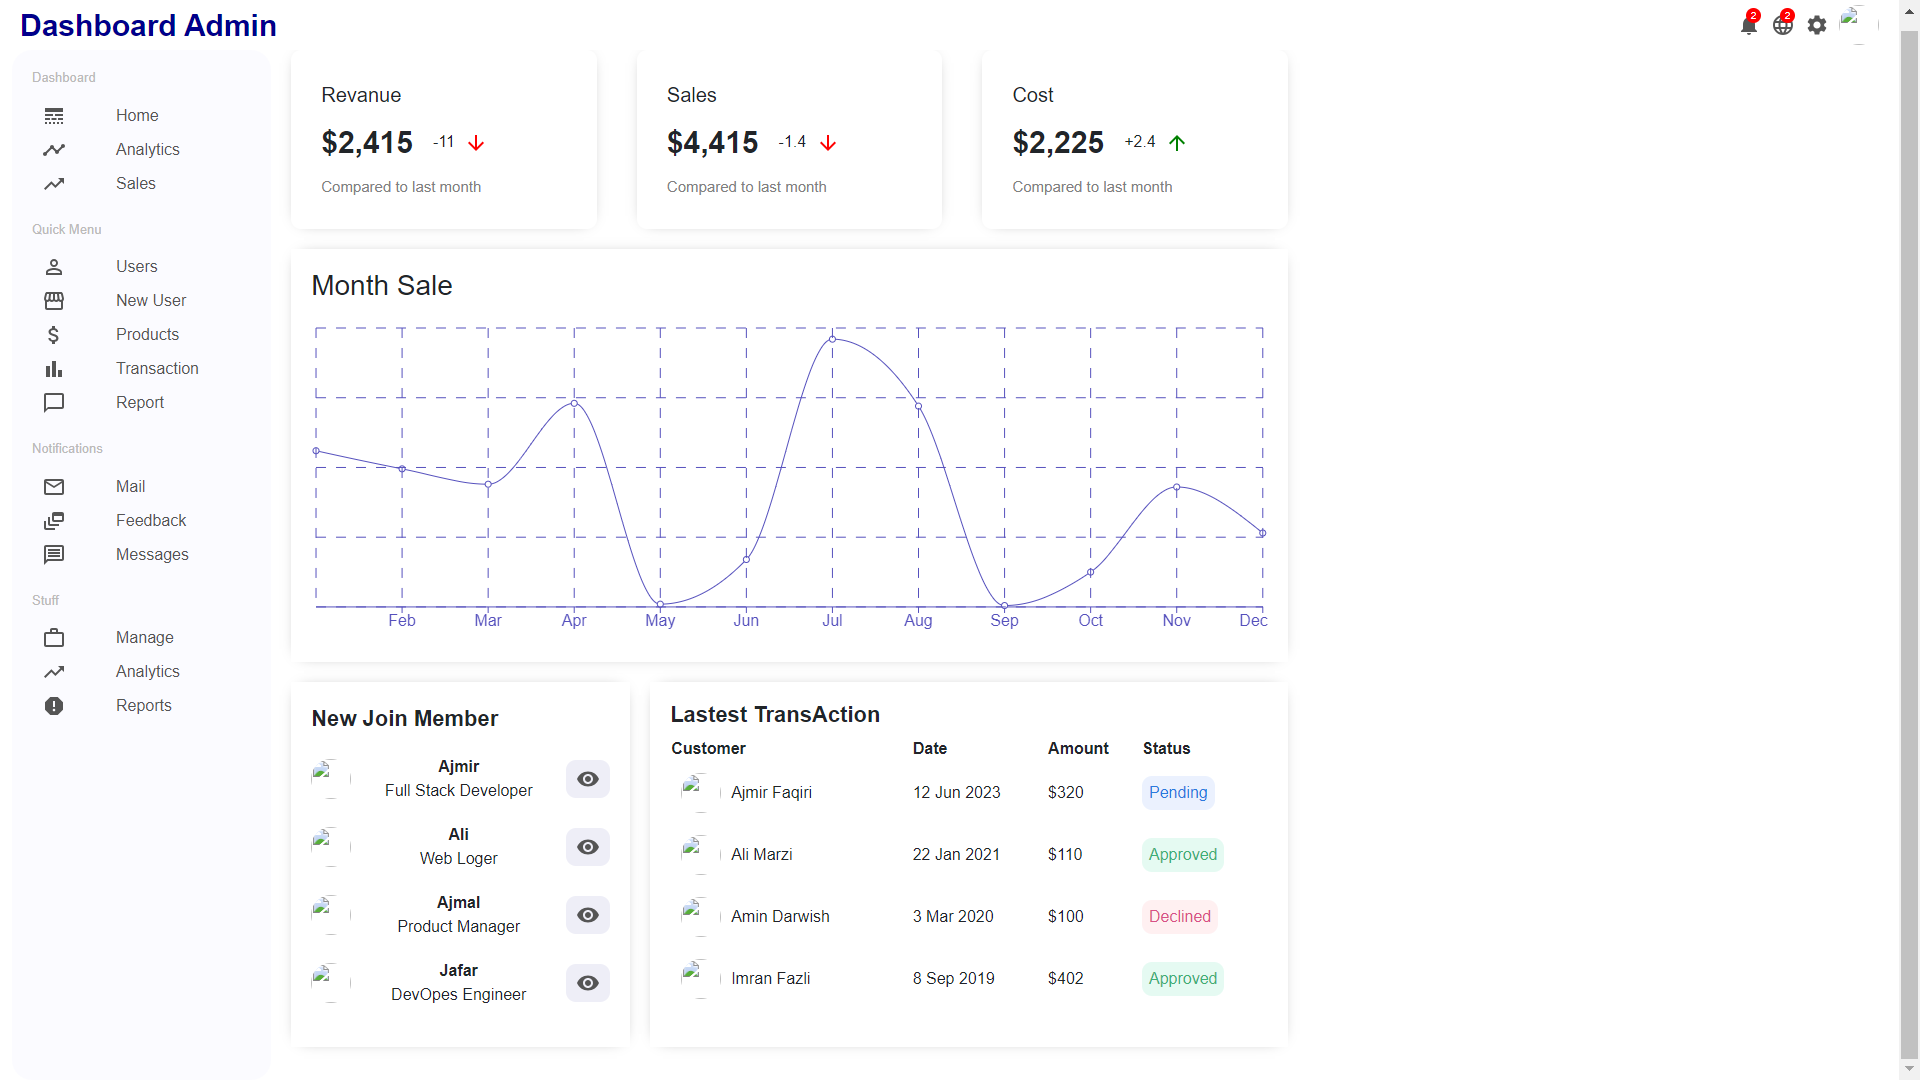 Dashboard Admin
2
2
Dashboard
Home
Analytics
Sales
Quick Menu
Users
New User
Products
Transaction
Report
Notifications
Mail
Feedback
Messages
Stuff
Manage
Analytics
Reports
Revanue
$2,415 -11
Compared to last month
Sales
$4,415 -1.4
Compared to last month
Cost
$2,225 +2.4
Compared to last month
Month Sale
Feb Mar Apr May Jun Jul Aug Sep Oct Nov Dec
New Join Member
Ajmir
Full Stack Developer
Ali
Web Loger
Ajmal
Product Manager
Jafar
DevOpes Engineer
Lastest TransAction
Customer Date Amount Status
Ajmir Faqiri 12 Jun 2023 $320 Pending
Ali Marzi 22 Jan 2021 $110 Approved
Amin Darwish 3 Mar 2020 $100 Declined
Imran Fazli 8 Sep 2019 $402 Approved